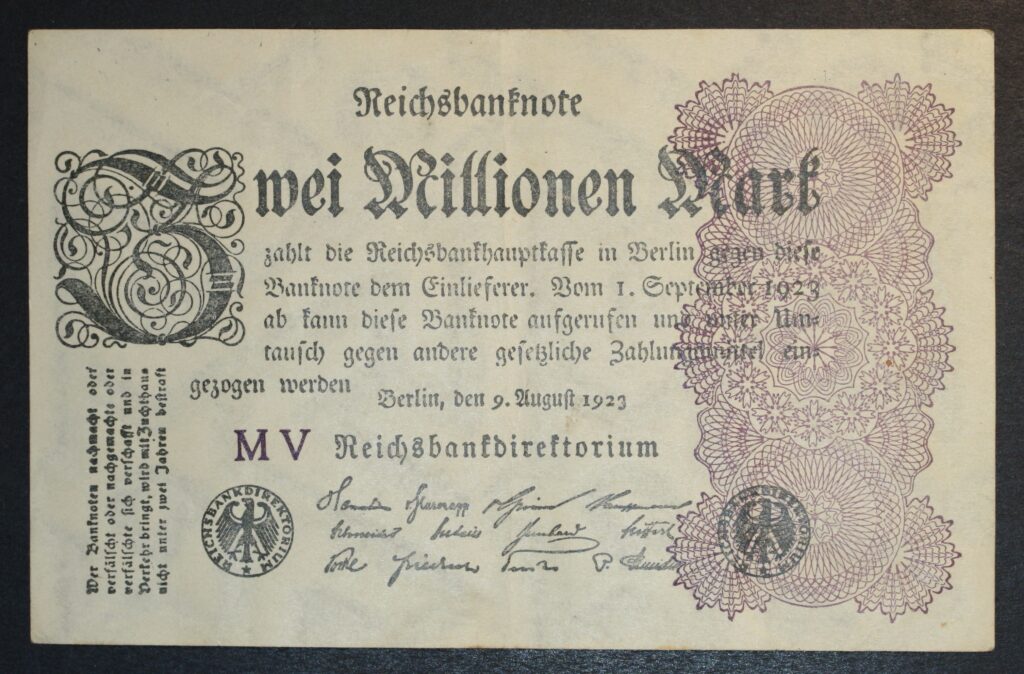 Reichsbanknote
Zwei Millionen Mark
zahlt die Reichsbankhauptkasse in Berlin gegen diese
Banknote dem Einlieferer. Vom 1. September 1923
ab kann diese Banknote aufgerufen und unter Um-
tausch gegen andere gesetzliche Zahlungsmittel ein-
gezogen werden
Berlin, den 9. August 1923
MV Reichsbankdirektorium
REICHSBANKDIREKTORIUM
REICHSBANKDIREKTORIUM
Wer Banknoten nachmacht oder
verfälscht oder nachgemachte oder
verfälschte sich verschafft und in
Verkehr bringt, wird mit Zuchthaus
nicht unter zwei Jahren bestraft